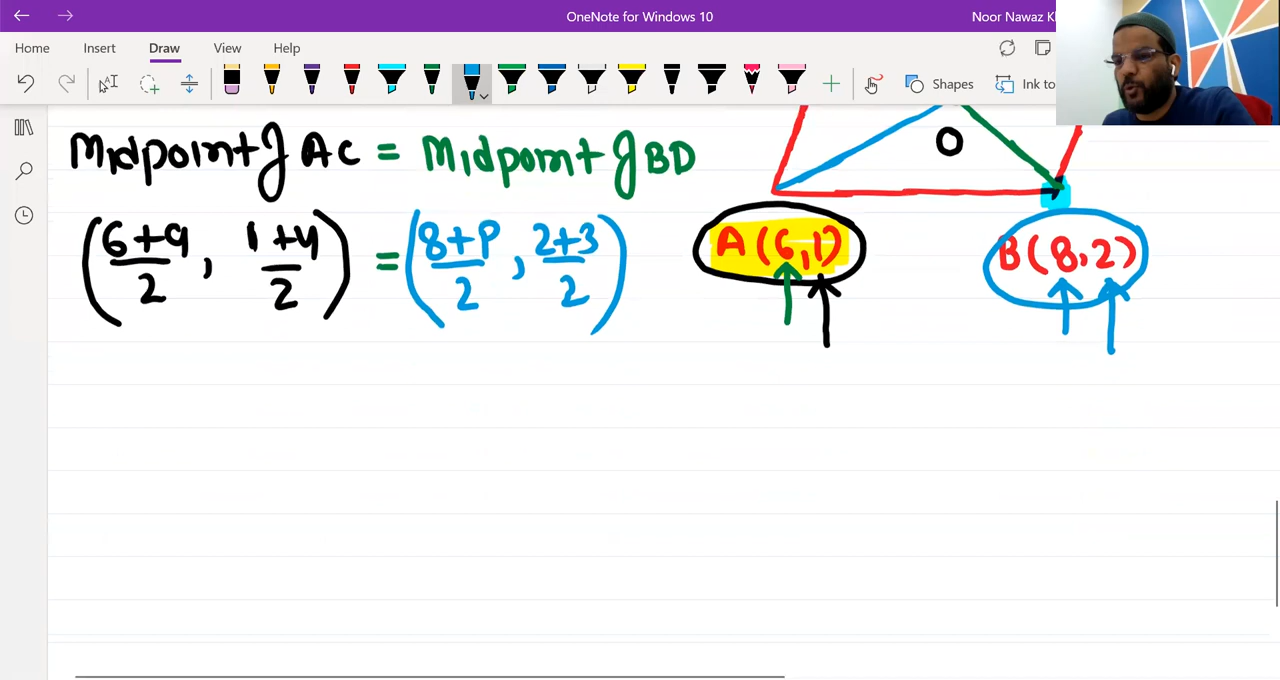 OneNote for Windows 10
Noor Nawaz Kh
Home Insert Draw View Help
Shapes Ink to
Midpoint of AC = Midpoint of BD
O
(6+9/2, 1+4/2) = (8+P/2, 2+3/2)
A(6,1)
B(8,2)